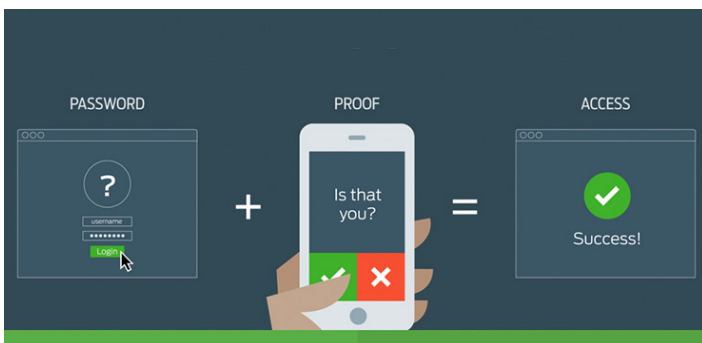 PASSWORD
?
username
Login
+
PROOF
Is that
you?
=
ACCESS
Success!